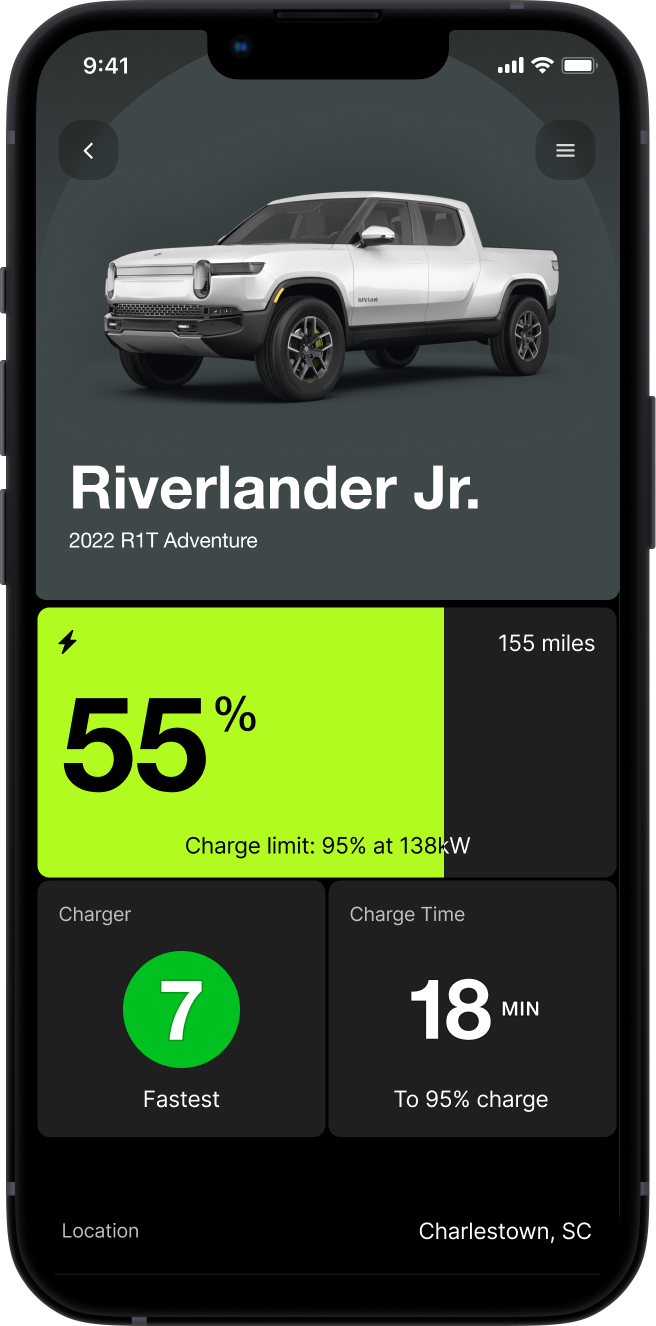 9:41
RIVIAN
Riverlander Jr.
2022 R1T Adventure
155 miles
55%
Charge limit: 95% at 138kW
Charger
Charge Time
7
18 MIN
Fastest
To 95% charge
Location
Charlestown, SC